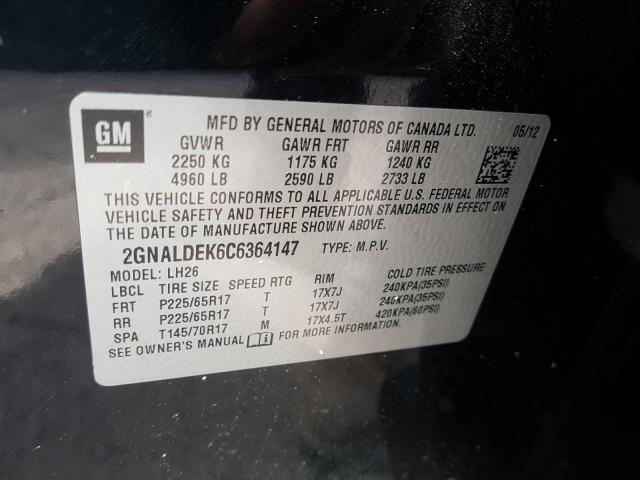 GM
MFD BY GENERAL MOTORS OF CANADA LTD. 05/12
GVWR GAWR FRT GAWR RR
2250 KG 1175 KG 1240 KG
4960 LB 2590 LB 2733 LB
THIS VEHICLE CONFORMS TO ALL APPLICABLE U.S. FEDERAL MOTOR
VEHICLE SAFETY AND THEFT PREVENTION STANDARDS IN EFFECT ON
THE DATE OF MANUFACTURE SHOWN ABOVE.
2GNALDEK6C6364147 TYPE: M.P.V.
MODEL: LH26
LBCL TIRE SIZE SPEED RTG RIM COLD TIRE PRESSURE
FRT P225/65R17 T 17X7J 240KPA(35PSI)
RR P225/65R17 T 17X7J 240KPA(35PSI)
SPA T145/70R17 M 17X4.5T 420KPA(60PSI)
SEE OWNER'S MANUAL FOR MORE INFORMATION.